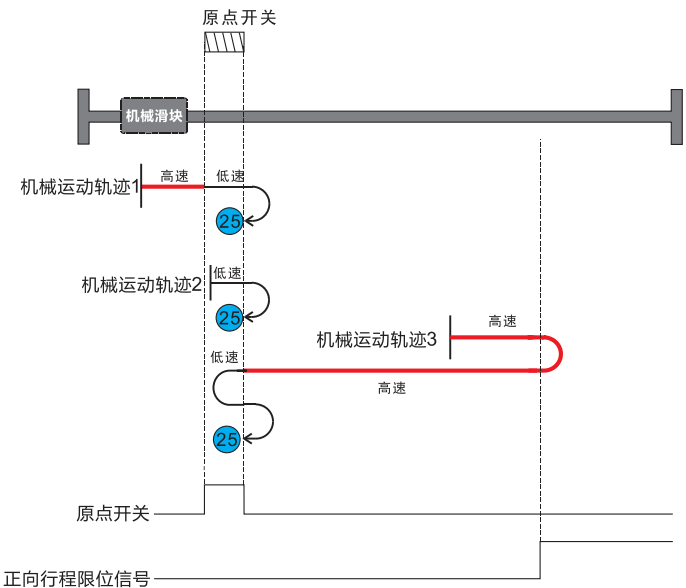 原点开关
机械滑块
机械运动轨迹1
高速
低速
25
机械运动轨迹2
低速
25
机械运动轨迹3
高速
低速
高速
25
原点开关
正向行程限位信号